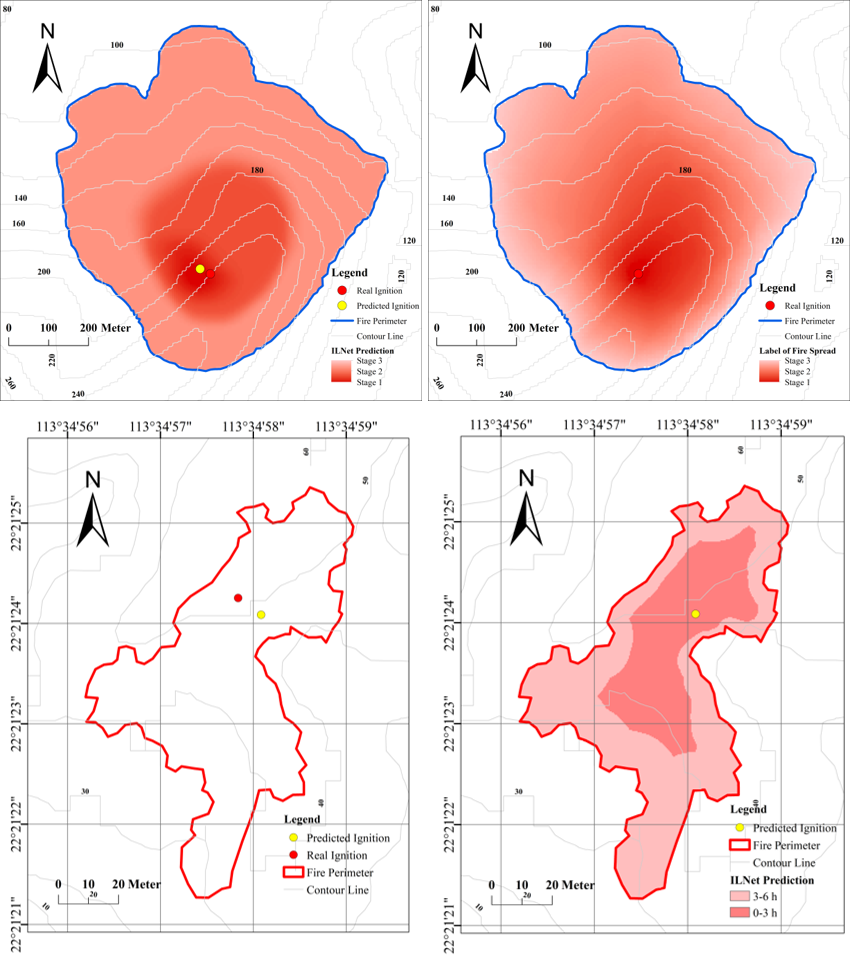 80
N
100
180
140
160
200
120
120
220
260
240
0 100 200 Meter
Legend
Real Ignition
Predicted Ignition
Fire Perimeter
Contour Line
ILNet Prediction
Stage 3
Stage 2
Stage 1
80
N
100
180
140
160
200
120
120
220
260
240
0 100 200 Meter
Legend
Real Ignition
Fire Perimeter
Contour Line
Label of Fire Spread
Stage 3
Stage 2
Stage 1
113°34'56" 113°34'57" 113°34'58" 113°34'59"
22°21'25"
22°21'24"
22°21'23"
22°21'22"
22°21'21"
N
60
50
30
40
20
10
0 10 20 Meter
Legend
Predicted Ignition
Real Ignition
Fire Perimeter
Contour Line
113°34'56" 113°34'57" 113°34'58" 113°34'59"
22°21'25"
22°21'24"
22°21'23"
22°21'22"
22°21'21"
N
60
50
30
40
20
10
0 10 20 Meter
Legend
Predicted Ignition
Fire Perimeter
Contour Line
ILNet Prediction
3-6 h
0-3 h